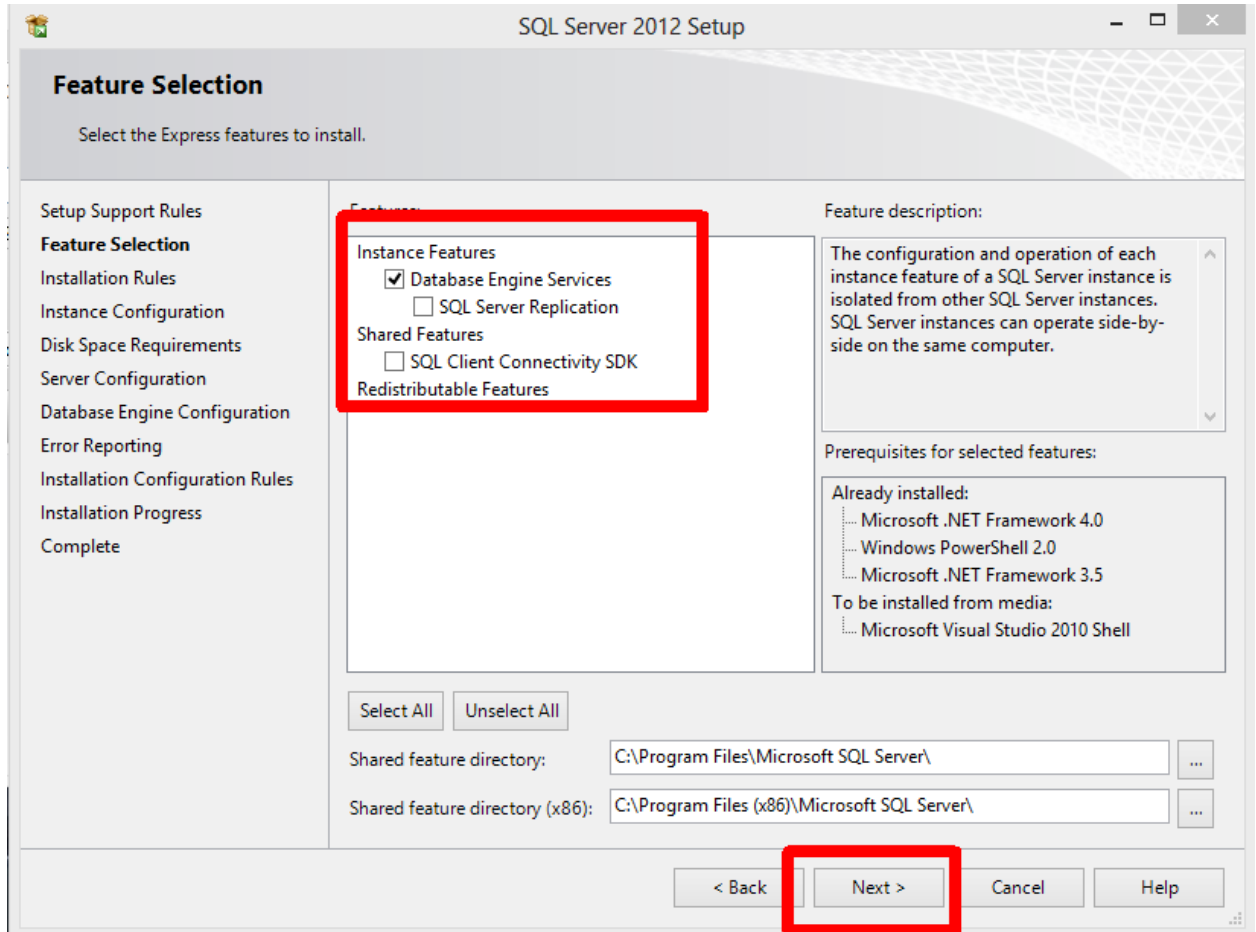 SQL Server 2012 Setup
Feature Selection
Select the Express features to install.
Setup Support Rules
Feature Selection
Installation Rules
Instance Configuration
Disk Space Requirements
Server Configuration
Database Engine Configuration
Error Reporting
Installation Configuration Rules
Installation Progress
Complete
Features:
Instance Features
Database Engine Services
SQL Server Replication
Shared Features
SQL Client Connectivity SDK
Redistributable Features
Feature description:
The configuration and operation of each
instance feature of a SQL Server instance is
isolated from other SQL Server instances.
SQL Server instances can operate side-by-
side on the same computer.
Prerequisites for selected features:
Already installed:
Microsoft .NET Framework 4.0
Windows PowerShell 2.0
Microsoft .NET Framework 3.5
To be installed from media:
Microsoft Visual Studio 2010 Shell
Select All
Unselect All
Shared feature directory:
C:\Program Files\Microsoft SQL Server\
...
Shared feature directory (x86):
C:\Program Files (x86)\Microsoft SQL Server\
...
< Back
Next >
Cancel
Help